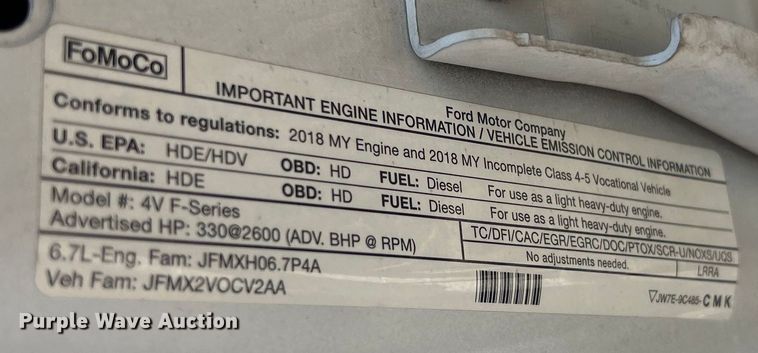 FoMoCo
Ford Motor Company
IMPORTANT ENGINE INFORMATION / VEHICLE EMISSION CONTROL INFORMATION
Conforms to regulations: 2018 MY Engine and 2018 MY Incomplete Class 4-5 Vocational Vehicle
U.S. EPA: HDE/HDV OBD: HD FUEL: Diesel For use as a light heavy-duty engine.
California: HDE OBD: HD FUEL: Diesel For use as a light heavy-duty engine.
Model #: 4V F-Series
Advertised HP: 330@2600 (ADV. BHP @ RPM)
TC/DFI/CAC/EGR/EGRC/DOC/PTOX/SCR-U/NOXS/UQS
No adjustments needed. LRRA
6.7L-Eng. Fam: JFMXH06.7P4A
Veh Fam: JFMX2VOCV2AA
JW7E-9C485- CMK
Purple Wave Auction